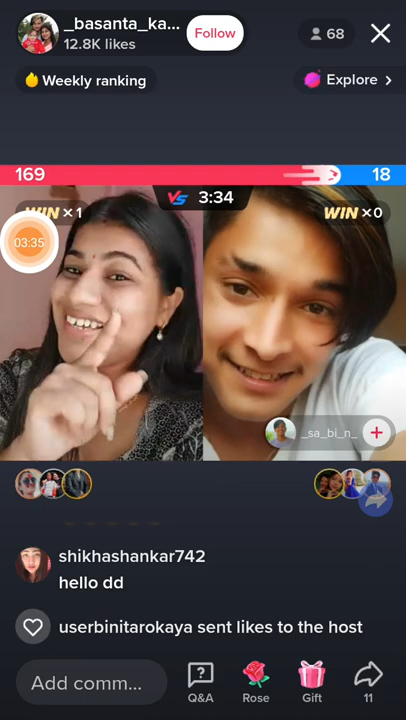 _basanta_ka...
12.8K likes
Follow
68
Weekly ranking
Explore >
169
18
VS 3:34
WIN ×1
WIN ×0
03:35
_sa_bi_n_
shikhashankar742
hello dd
userbinitarokaya sent likes to the host
Add comm...
Q&A
Rose
Gift
11